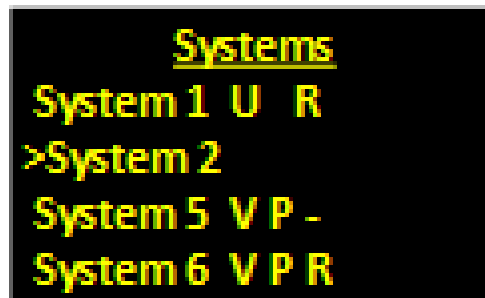 Systems
System 1 U R
>System 2
System 5 V P -
System 6 V P R